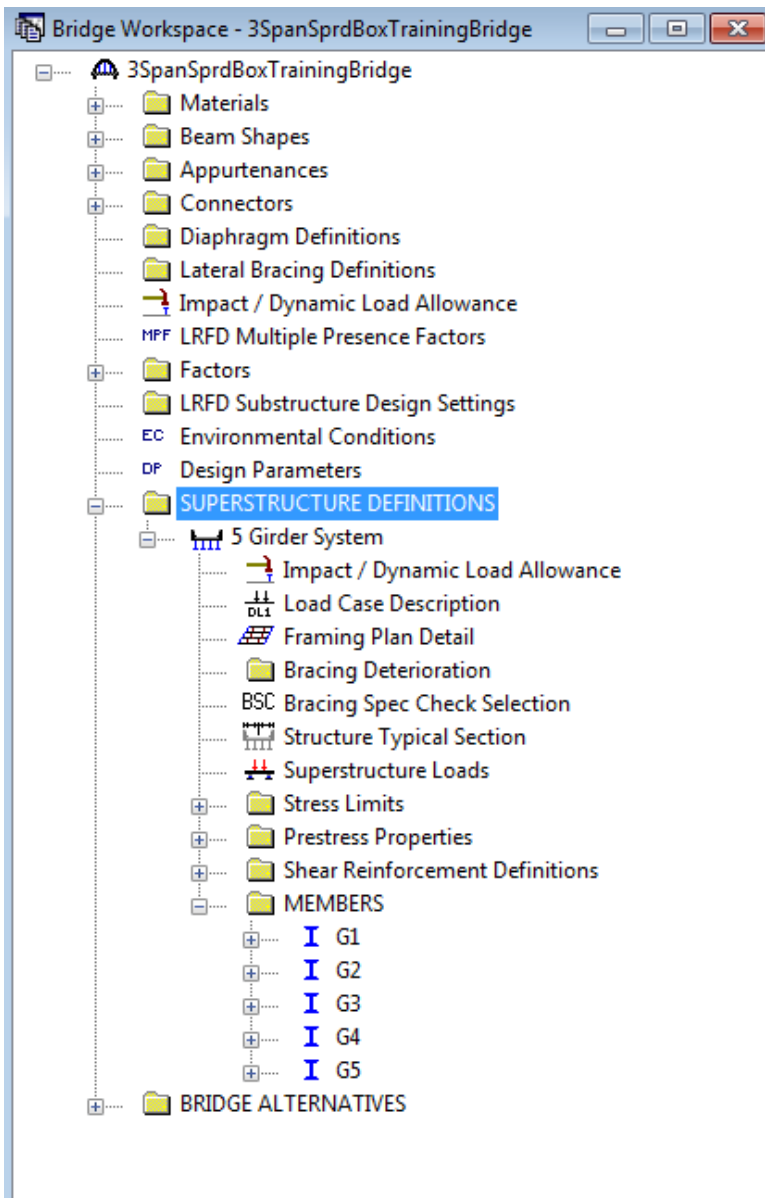 Bridge Workspace - 3SpanSprdBoxTrainingBridge
3SpanSprdBoxTrainingBridge
Materials
Beam Shapes
Appurtenances
Connectors
Diaphragm Definitions
Lateral Bracing Definitions
Impact / Dynamic Load Allowance
MPF LRFD Multiple Presence Factors
Factors
LRFD Substructure Design Settings
EC Environmental Conditions
DP Design Parameters
SUPERSTRUCTURE DEFINITIONS
5 Girder System
Impact / Dynamic Load Allowance
DL1 Load Case Description
Framing Plan Detail
Bracing Deterioration
BSC Bracing Spec Check Selection
Structure Typical Section
Superstructure Loads
Stress Limits
Prestress Properties
Shear Reinforcement Definitions
MEMBERS
G1
G2
G3
G4
G5
BRIDGE ALTERNATIVES